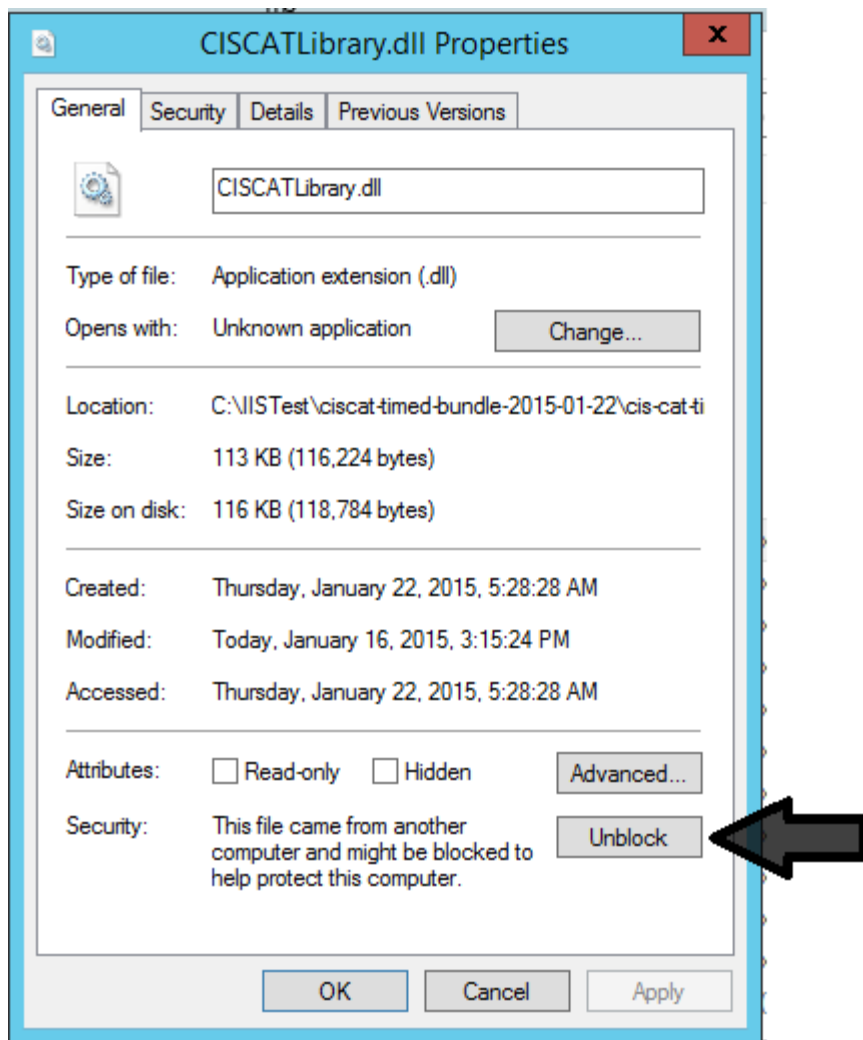 CISCATLibrary.dll Properties
x
General Security Details Previous Versions
CISCATLibrary.dll
Type of file: Application extension (.dll)
Opens with: Unknown application Change...
Location: C:\IISTest\ciscat-timed-bundle-2015-01-22\cis-cat-ti
Size: 113 KB (116,224 bytes)
Size on disk: 116 KB (118,784 bytes)
Created: Thursday, January 22, 2015, 5:28:28 AM
Modified: Today, January 16, 2015, 3:15:24 PM
Accessed: Thursday, January 22, 2015, 5:28:28 AM
Attributes: Read-only Hidden Advanced...
Security: This file came from another Unblock
computer and might be blocked to
help protect this computer.
OK Cancel Apply